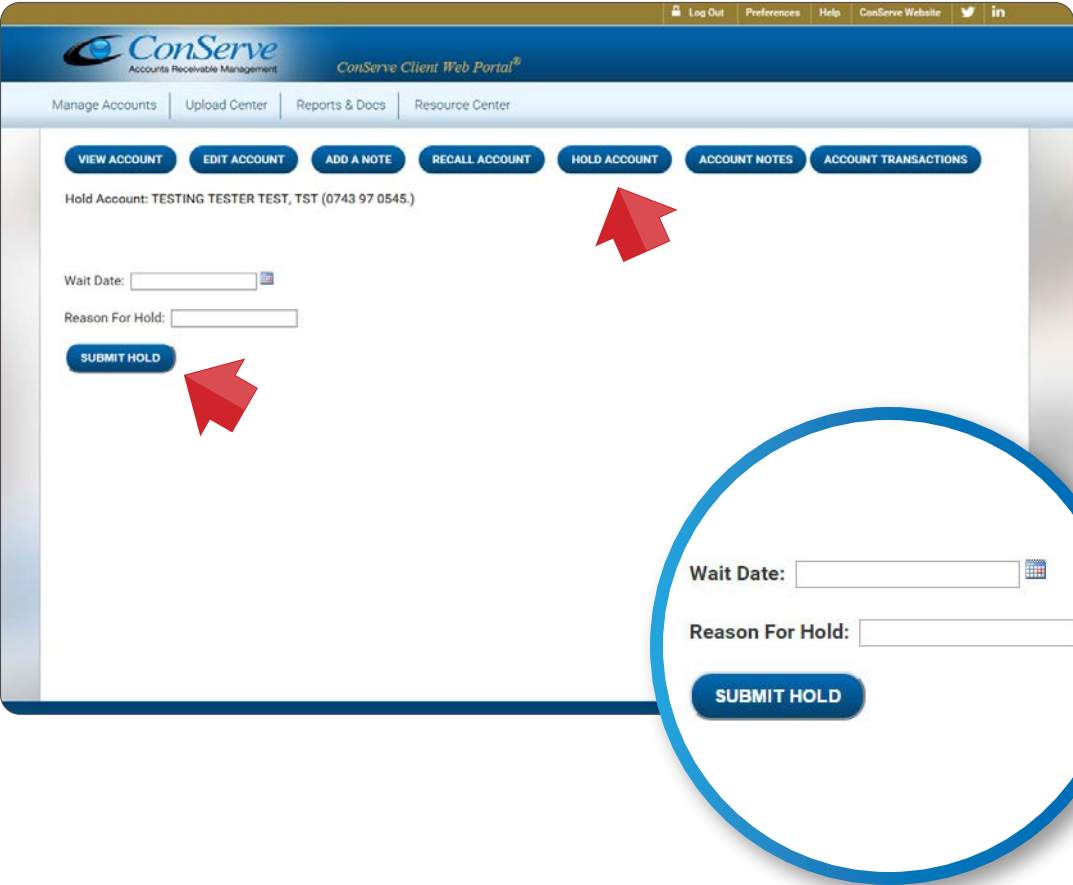 Log Out Preferences Help ConServe Website
ConServe
Accounts Receivable Management
ConServe Client Web Portal®
Manage Accounts Upload Center Reports & Docs Resource Center
VIEW ACCOUNT EDIT ACCOUNT ADD A NOTE RECALL ACCOUNT HOLD ACCOUNT ACCOUNT NOTES ACCOUNT TRANSACTIONS
Hold Account: TESTING TESTER TEST, TST (0743 97 0545.)
Wait Date:
Reason For Hold:
SUBMIT HOLD
Wait Date:
Reason For Hold:
SUBMIT HOLD